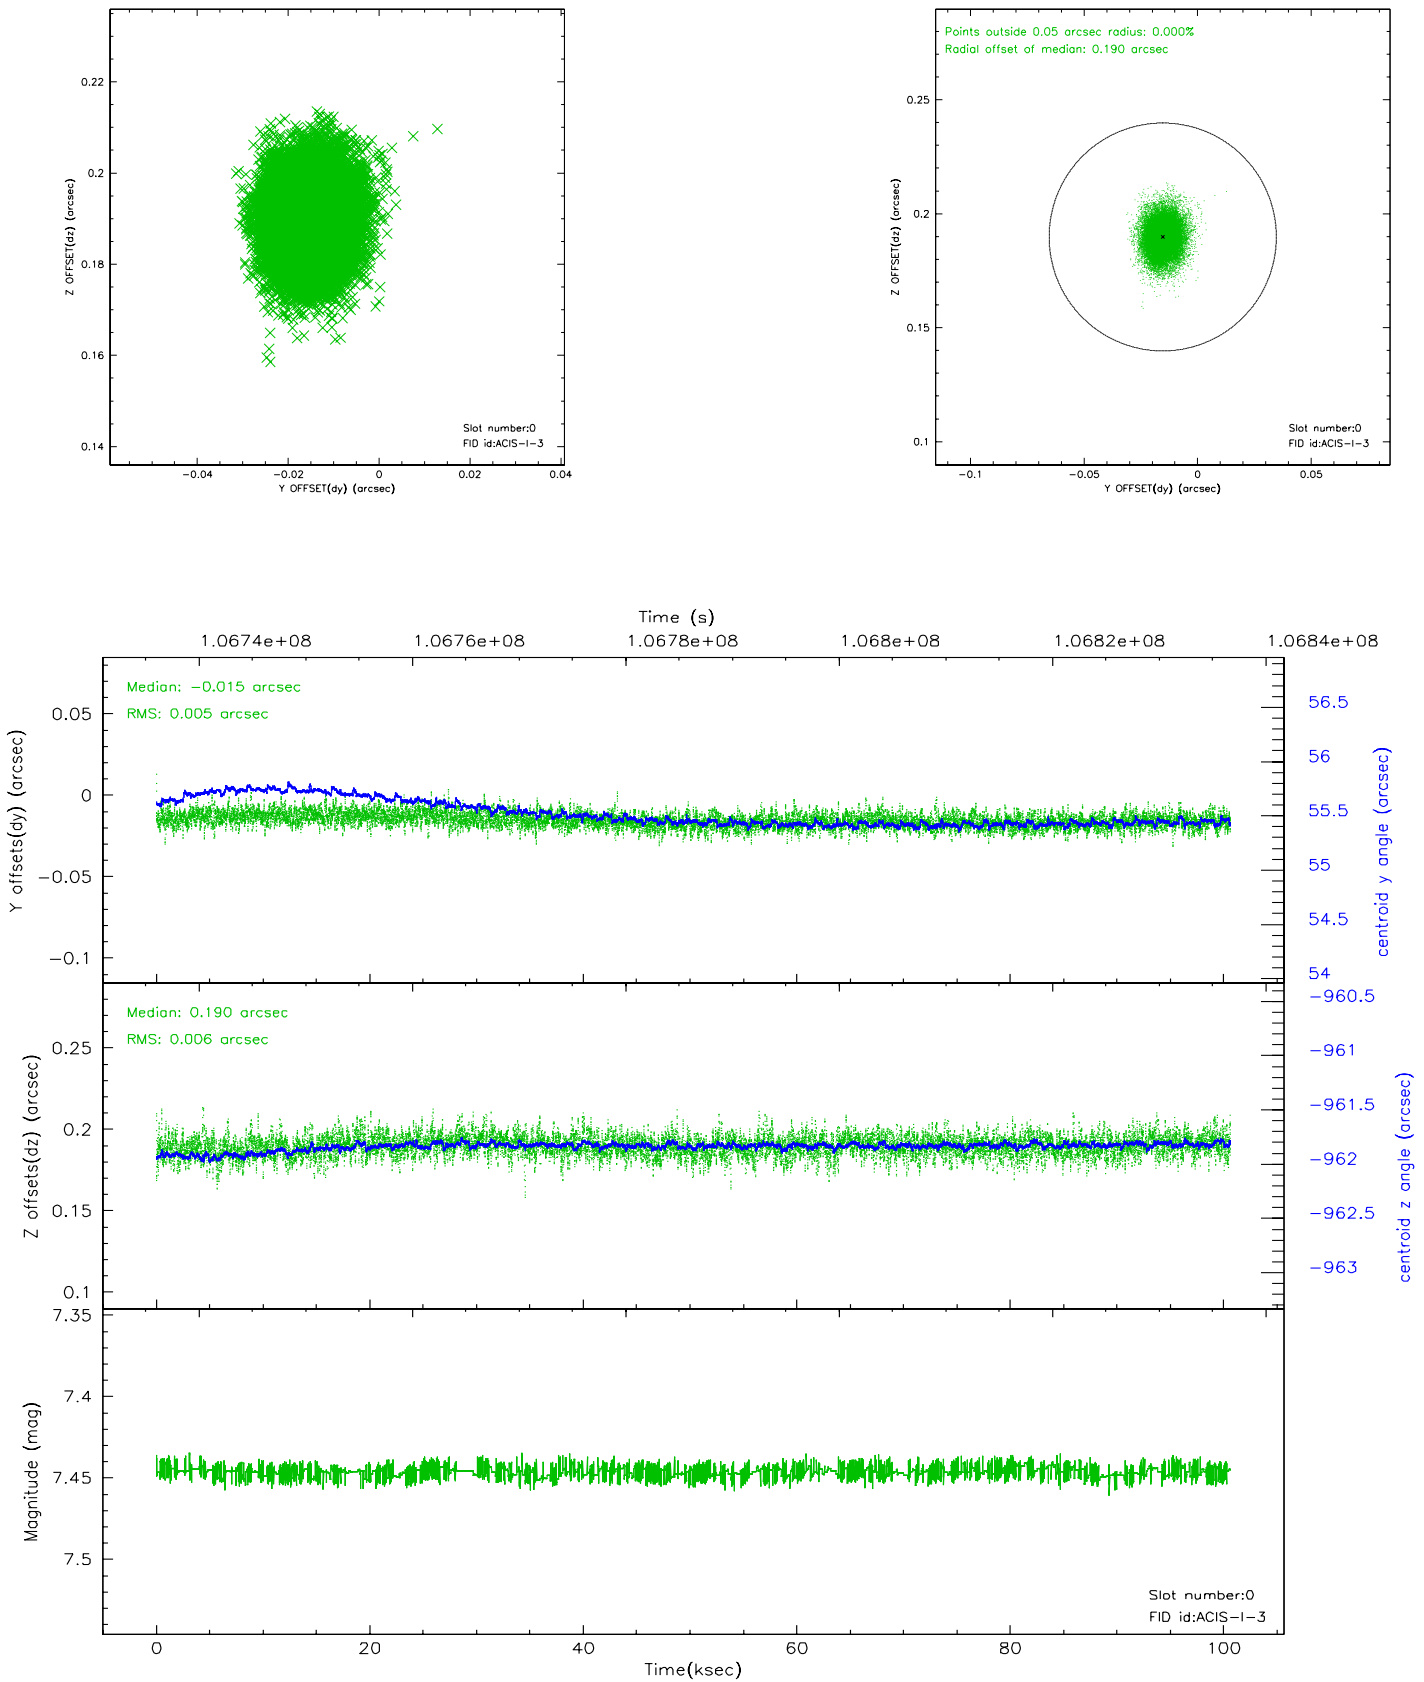 0.22
0.2
0.18
0.16
0.14
Z OFFSET(dz) (arcsec)
Slot number:0
FID id:ACIS-I-3
-0.04 -0.02 0 0.02 0.04
Y OFFSET(dy) (arcsec)
Points outside 0.05 arcsec radius: 0.000%
Radial offset of median: 0.190 arcsec
0.25
0.2
0.15
0.1
Z OFFSET(dz) (arcsec)
Slot number:0
FID id:ACIS-I-3
-0.1 -0.05 0 0.05
Y OFFSET(dy) (arcsec)
Time (s)
1.0674e+08 1.0676e+08 1.0678e+08 1.068e+08 1.0682e+08 1.0684e+08
Median: -0.015 arcsec
RMS: 0.005 arcsec
0.05
0
-0.05
-0.1
Y offsets(dy) (arcsec)
56.5
56
55.5
55
54.5
54
centroid y angle (arcsec)
Median: 0.190 arcsec
RMS: 0.006 arcsec
0.25
0.2
0.15
0.1
Z offsets(dz) (arcsec)
-960.5
-961
-961.5
-962
-962.5
-963
centroid z angle (arcsec)
7.35
7.4
7.45
7.5
Magnitude (mag)
Slot number:0
FID id:ACIS-I-3
0 20 40 60 80 100
Time(ksec)